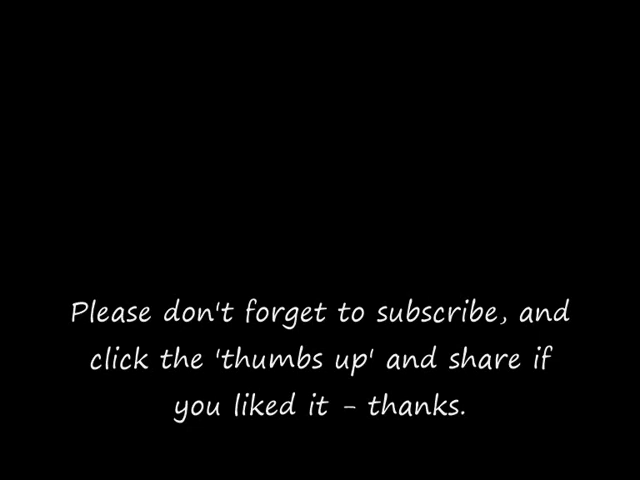 Please don't forget to subscribe, and
click the 'thumbs up' and share if
you liked it - thanks.